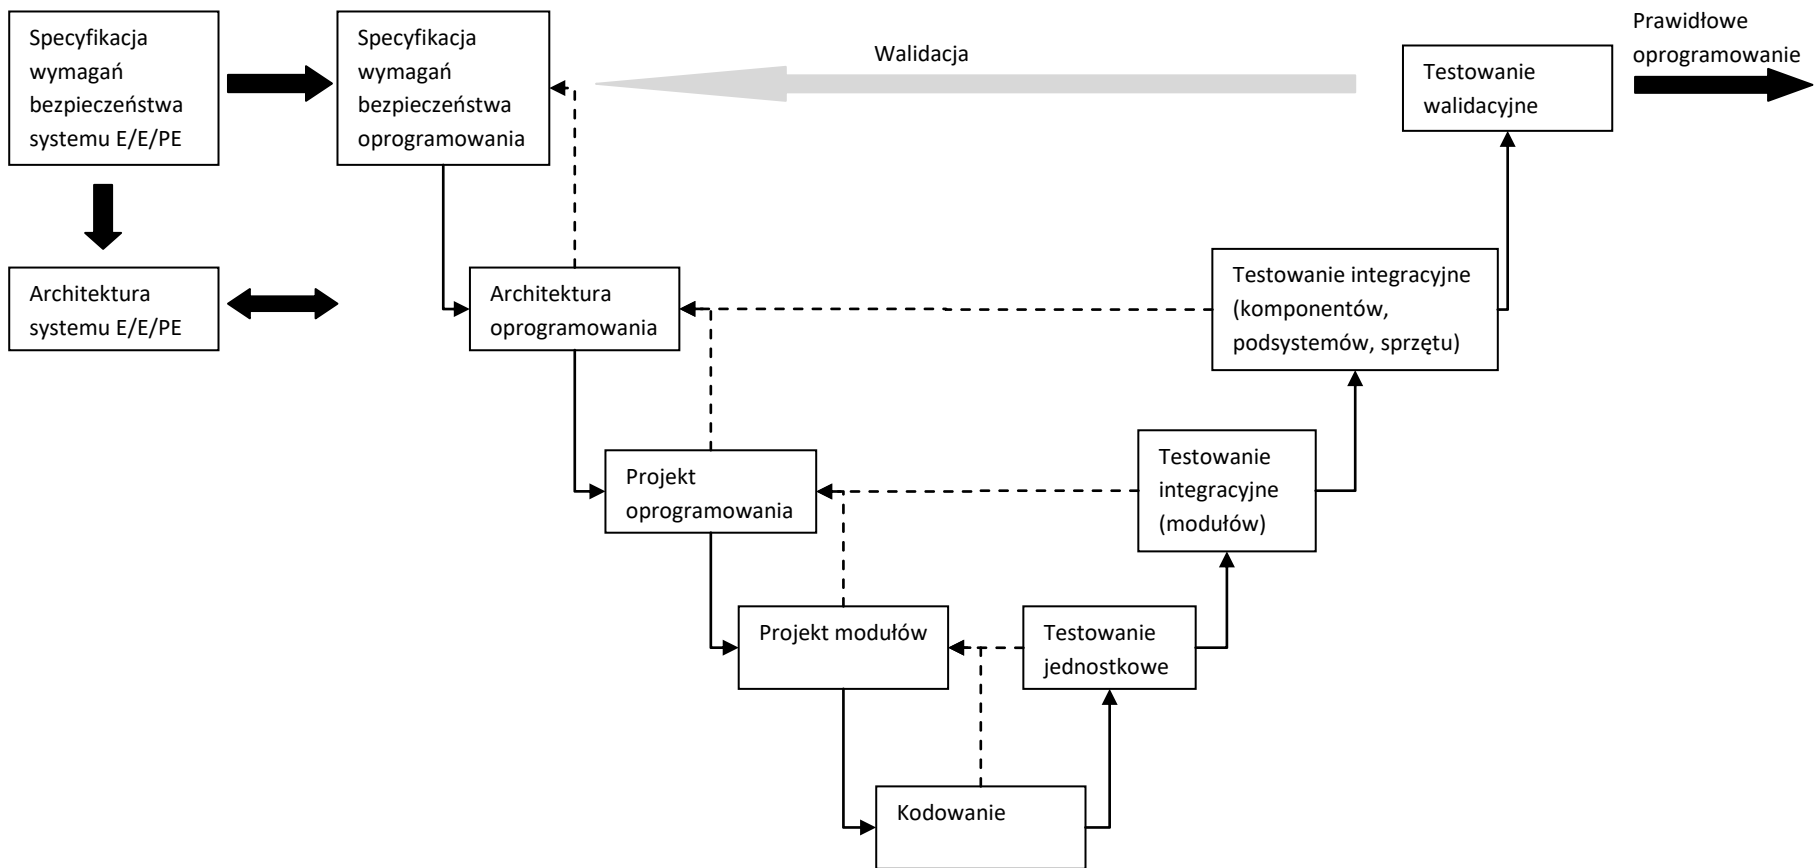 Specyfikacja
wymagań
bezpieczeństwa
systemu E/E/PE
Specyfikacja
wymagań
bezpieczeństwa
oprogramowania
Walidacja
Testowanie
walidacyjne
Prawidłowe
oprogramowanie
Architektura
systemu E/E/PE
Architektura
oprogramowania
Testowanie integracyjne
(komponentów,
podsystemów, sprzętu)
Projekt
oprogramowania
Testowanie
integracyjne
(modułów)
Projekt modułów
Testowanie
jednostkowe
Kodowanie